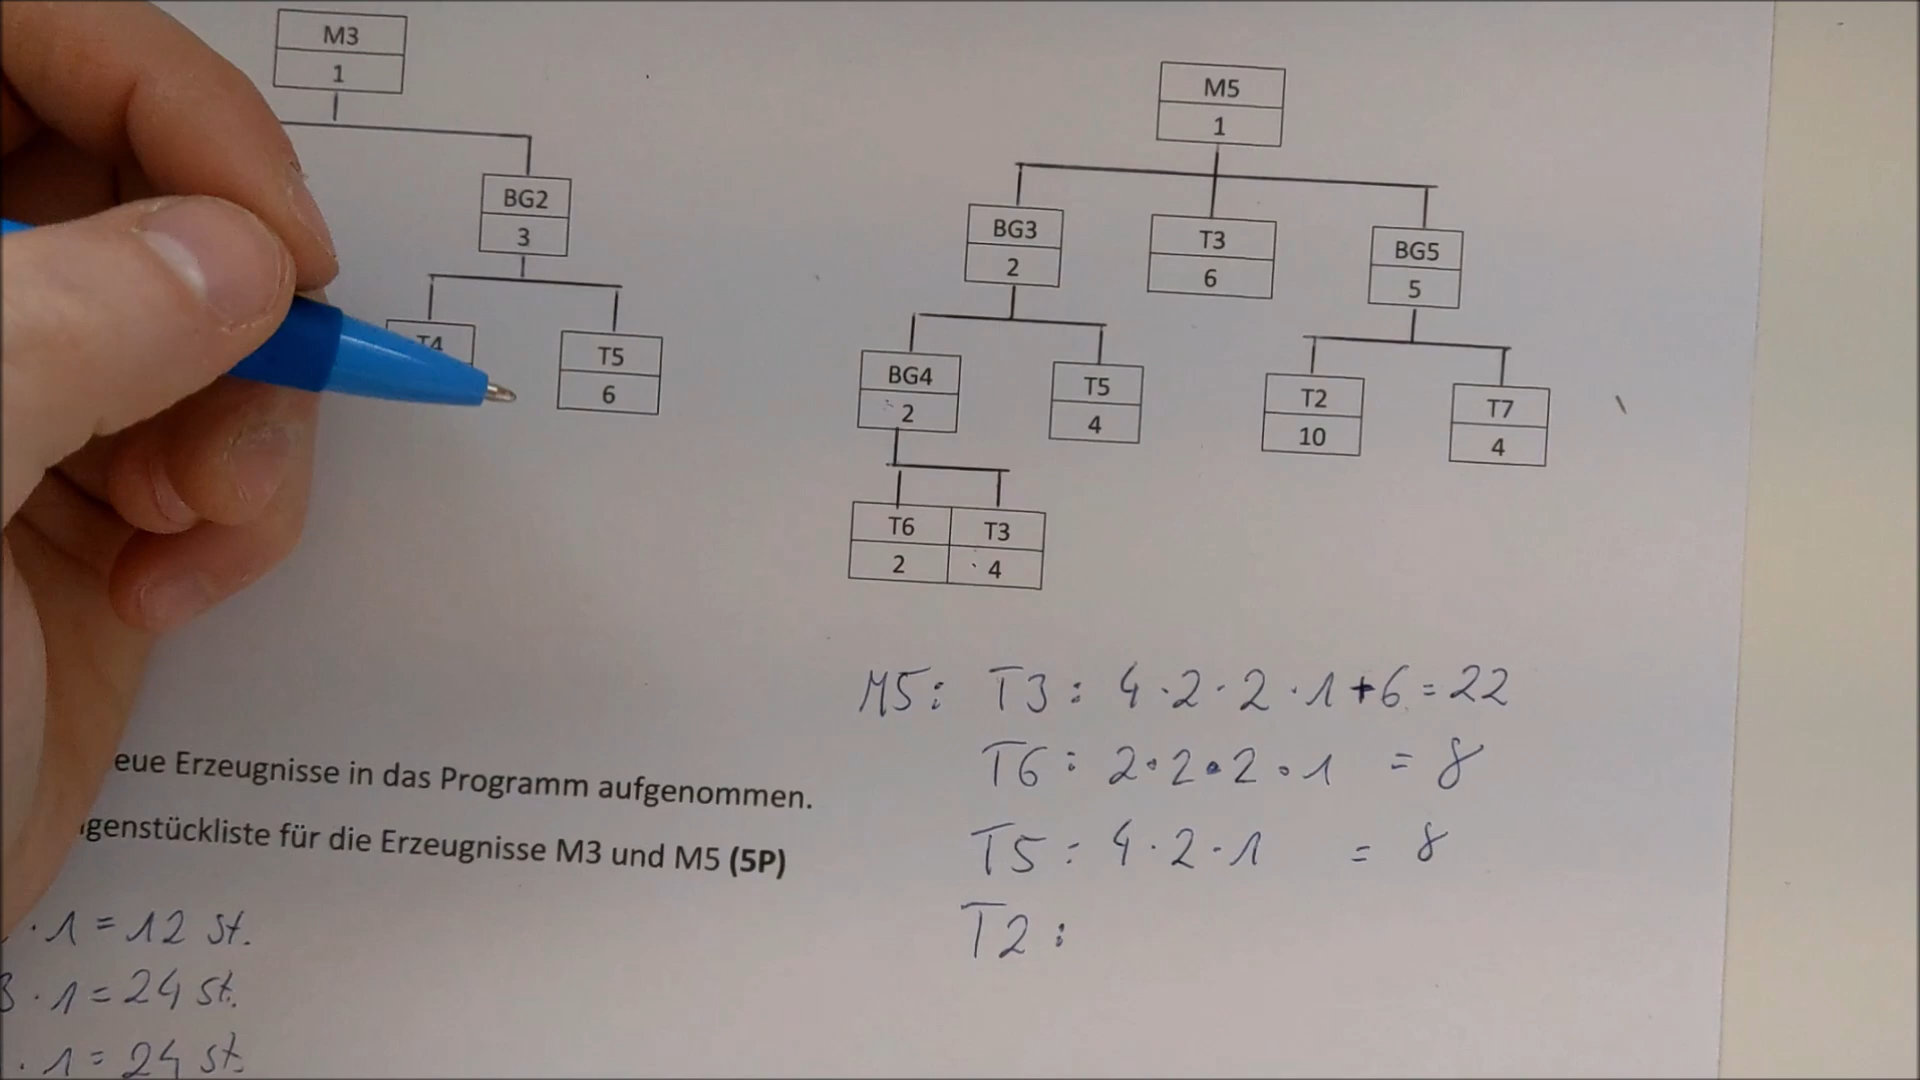 M3
1
BG2
3
T4
T5
6
M5
1
BG3
2
T3
6
BG5
5
BG4
2
T5
4
T2
10
T7
4
T6 T3
2 4
M5: T3: 4·2·2·1+6=22
T6: 2·2·2·1 = 8
T5: 4·2·1 = 8
T2:
eue Erzeugnisse in das Programm aufgenommen.
genstückliste für die Erzeugnisse M3 und M5 (5P)
·1=12 St.
3·1=24 St.
·1=24 St.